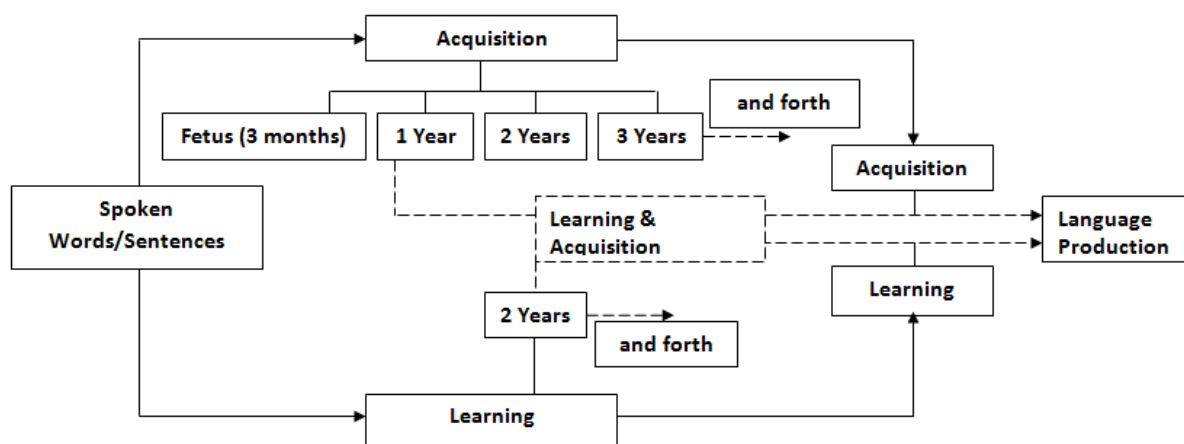 Acquisition
and forth
Fetus (3 months)
1 Year
2 Years
3 Years
Acquisition
Spoken
Words/Sentences
Learning &
Acquisition
Language
Production
Learning
2 Years
and forth
Learning